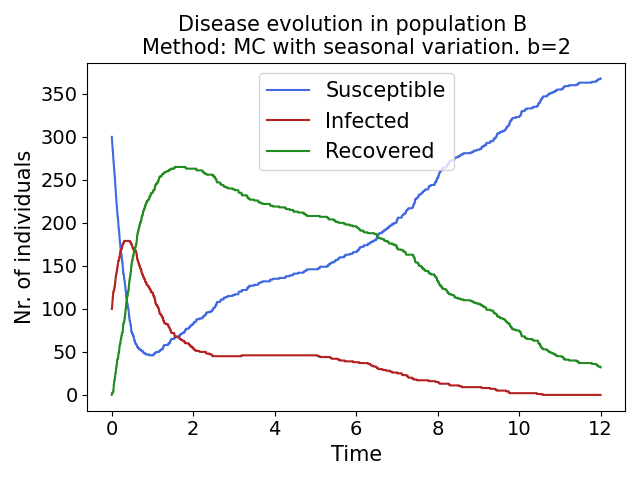 Disease evolution in population B
Method: MC with seasonal variation. b=2
Susceptible
Infected
Recovered
Nr. of individuals
350
300
250
200
150
100
50
0
0 2 4 6 8 10 12
Time